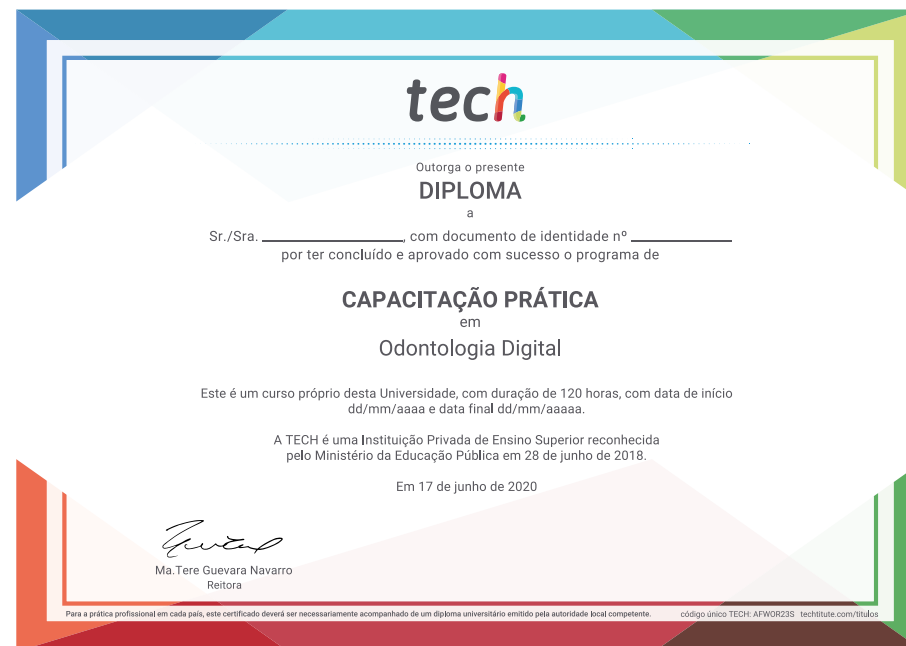 tech
Outorga o presente
DIPLOMA
a
Sr./Sra. ________________, com documento de identidade nº ____________
por ter concluído e aprovado com sucesso o programa de
CAPACITAÇÃO PRÁTICA
em
Odontologia Digital
Este é um curso próprio desta Universidade, com duração de 120 horas, com data de início
dd/mm/aaaa e data final dd/mm/aaaaa.
A TECH é uma Instituição Privada de Ensino Superior reconhecida
pelo Ministério da Educação Pública em 28 de junho de 2018.
Em 17 de junho de 2020
Ma.Tere Guevara Navarro
Reitora
Para a prática profissional em cada país, este certificado deverá ser necessariamente acompanhado de um diploma universitário emitido pela autoridade local competente. código único TECH: AFWOR23S techtitute.com/titulos